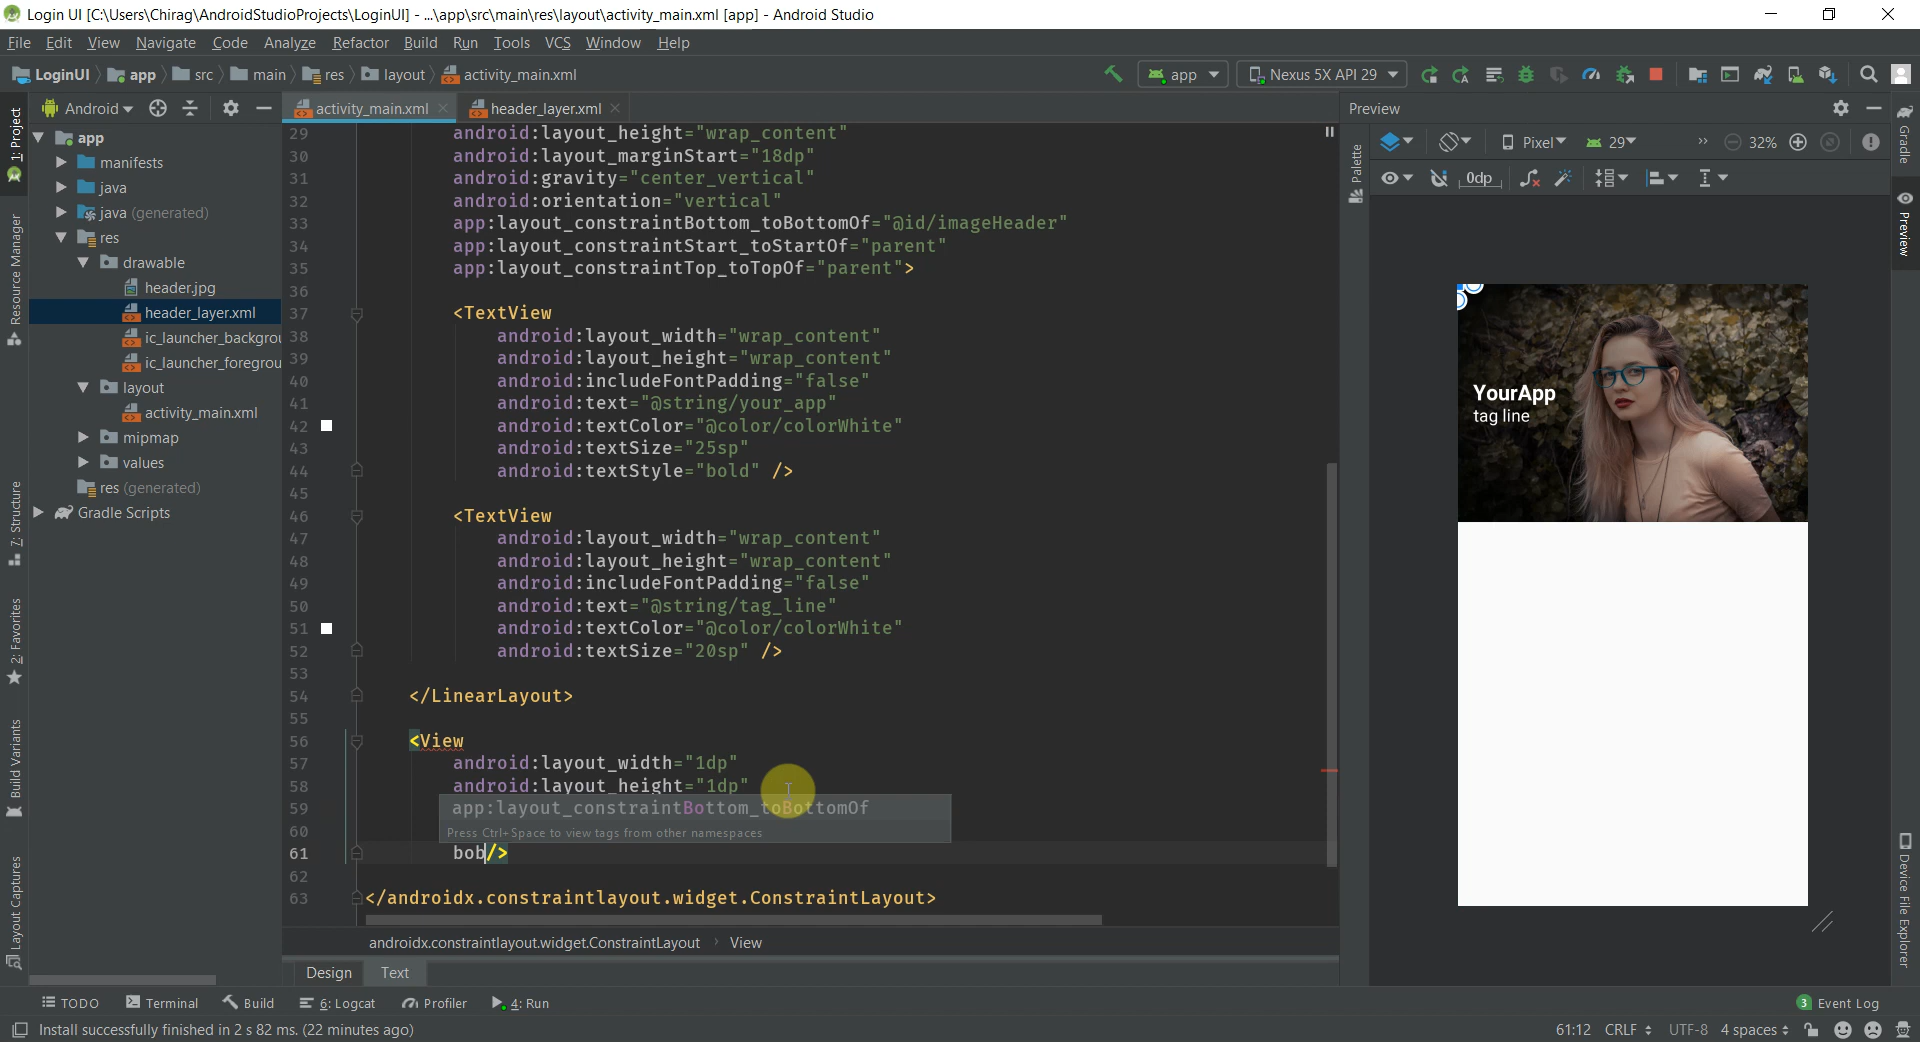 Login UI [C:\Users\Chirag\AndroidStudioProjects\LoginUI] - ...\app\src\main\res\layout\activity_main.xml [app] - Android Studio
File Edit View Navigate Code Analyze Refactor Build Run Tools VCS Window Help
LoginUI app src main res layout activity_main.xml app Nexus 5X API 29
Android activity_main.xml header_layer.xml Preview
1: Project
Resource Manager
7: Structure
2: Favorites
Build Variants
Layout Captures
app
manifests
java
java (generated)
res
drawable
header.jpg
header_layer.xml
ic_launcher_backgrou
ic_launcher_foregrou
layout
activity_main.xml
mipmap
values
res (generated)
Gradle Scripts
29 android:layout_height="wrap_content"
30 android:layout_marginStart="18dp"
31 android:gravity="center_vertical"
32 android:orientation="vertical"
33 app:layout_constraintBottom_toBottomOf="@id/imageHeader"
34 app:layout_constraintStart_toStartOf="parent"
35 app:layout_constraintTop_toTopOf="parent">
36
37 <TextView
38 android:layout_width="wrap_content"
39 android:layout_height="wrap_content"
40 android:includeFontPadding="false"
41 android:text="@string/your_app"
42 android:textColor="@color/colorWhite"
43 android:textSize="25sp"
44 android:textStyle="bold" />
45
46 <TextView
47 android:layout_width="wrap_content"
48 android:layout_height="wrap_content"
49 android:includeFontPadding="false"
50 android:text="@string/tag_line"
51 android:textColor="@color/colorWhite"
52 android:textSize="20sp" />
53
54 </LinearLayout>
55
56 <View
57 android:layout_width="1dp"
58 android:layout_height="1dp"
59 app:layout_constraintBottom_toBottomOf
60 Press Ctrl+Space to view tags from other namespaces
61 bob/>
62
63 </androidx.constraintlayout.widget.ConstraintLayout>
androidx.constraintlayout.widget.ConstraintLayout View
Design Text
Palette
Pixel 29 32%
0dp
YourApp
tag line
Gradle
Preview
Device File Explorer
TODO Terminal Build 6: Logcat Profiler 4: Run 3 Event Log
Install successfully finished in 2 s 82 ms. (22 minutes ago) 61:12 CRLF UTF-8 4 spaces